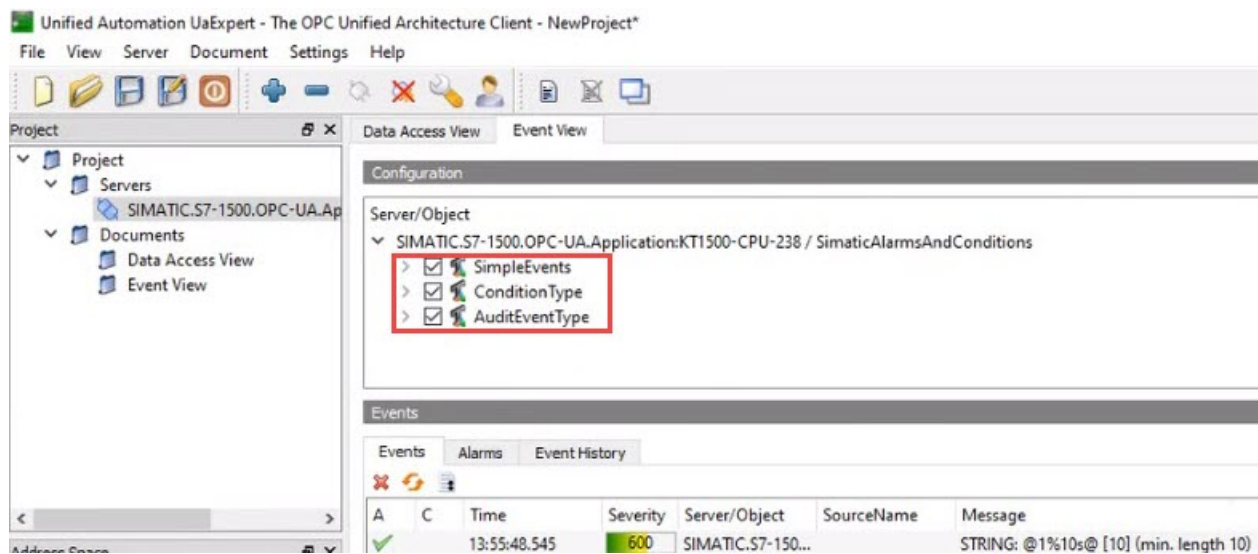 Unified Automation UaExpert - The OPC Unified Architecture Client - NewProject*
File View Server Document Settings Help
Project
Project
Servers
SIMATIC.S7-1500.OPC-UA.Ap
Documents
Data Access View
Event View
Address Space
Data Access View Event View
Configuration
Server/Object
SIMATIC.S7-1500.OPC-UA.Application:KT1500-CPU-238 / SimaticAlarmsAndConditions
SimpleEvents
ConditionType
AuditEventType
Events
Events Alarms Event History
A C Time Severity Server/Object SourceName Message
13:55:48.545 600 SIMATIC.S7-150... STRING: @1%10s@ [10] (min. length 10)